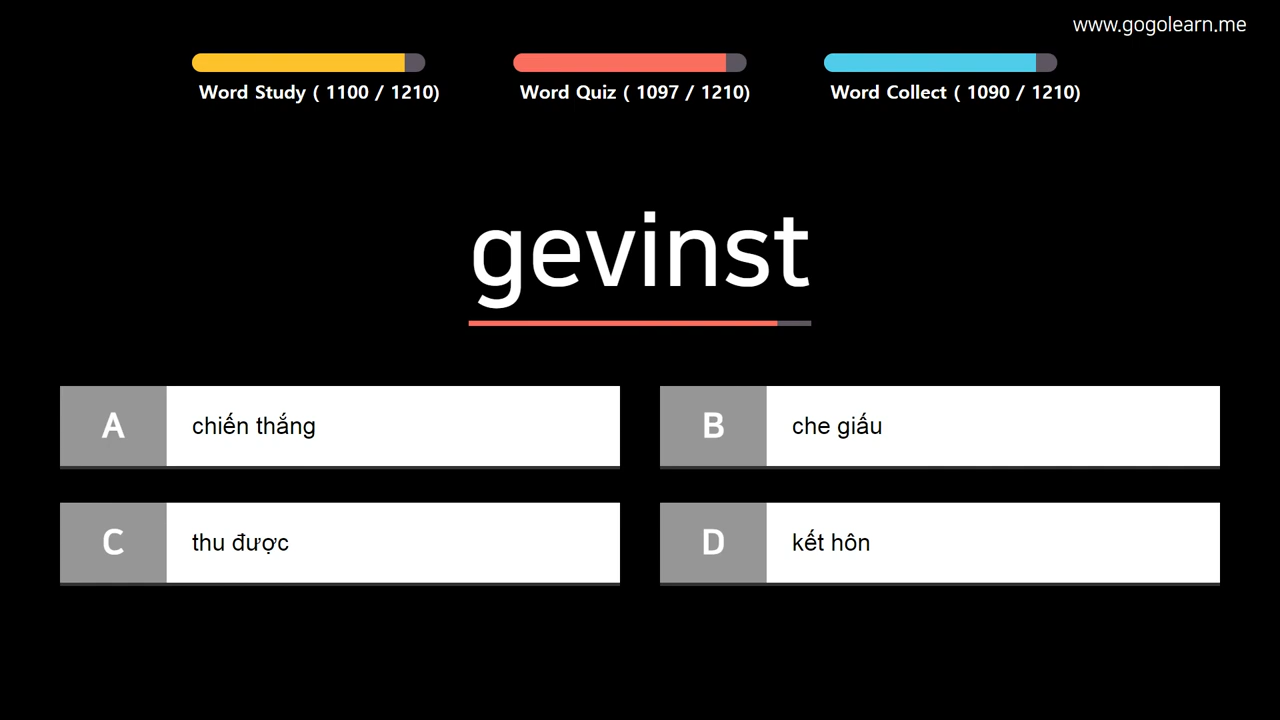 www.gogolearn.me
Word Study ( 1100 / 1210)
Word Quiz ( 1097 / 1210)
Word Collect ( 1090 / 1210)
gevinst
A chiến thắng
B che giấu
C thu được
D kết hôn